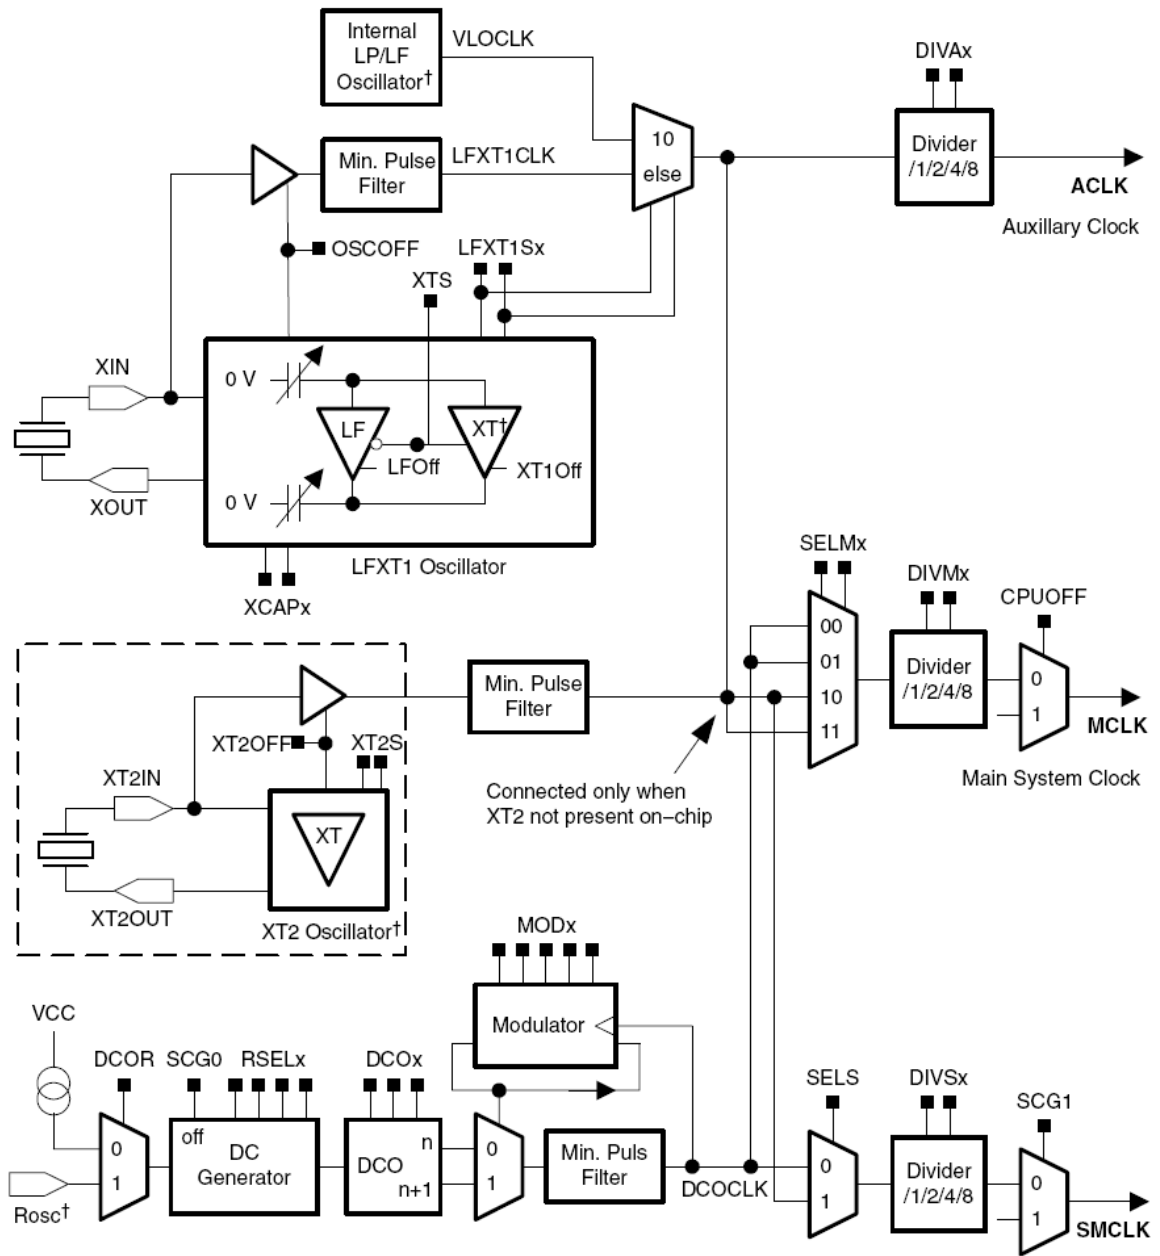 Internal
LP/LF
Oscillator†
VLOCLK
DIVAx
10
else
Min. Pulse
Filter
LFXT1CLK
Divider
/1/2/4/8
ACLK
Auxillary Clock
OSCOFF
LFXT1Sx
XTS
XIN
0 V
LF
XT†
LFOff
XT1Off
0 V
XOUT
LFXT1 Oscillator
XCAPx
SELMx
DIVMx
CPUOFF
00
01
10
11
Divider
/1/2/4/8
0
1
MCLK
Main System Clock
Min. Pulse
Filter
XT2OFF
XT2S
XT2IN
XT
XT2OUT
XT2 Oscillator†
Connected only when
XT2 not present on–chip
MODx
Modulator
VCC
DCOR
SCG0
RSELx
DCOx
0
1
off
DC
Generator
n
DCO
n+1
0
1
Min. Puls
Filter
DCOCLK
Rosc†
SELS
DIVSx
SCG1
0
1
Divider
/1/2/4/8
0
1
SMCLK